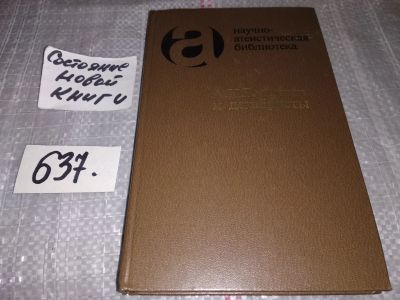 Состояние
новой
книги
637.
а
научно-
атеистическая
библиотека
и